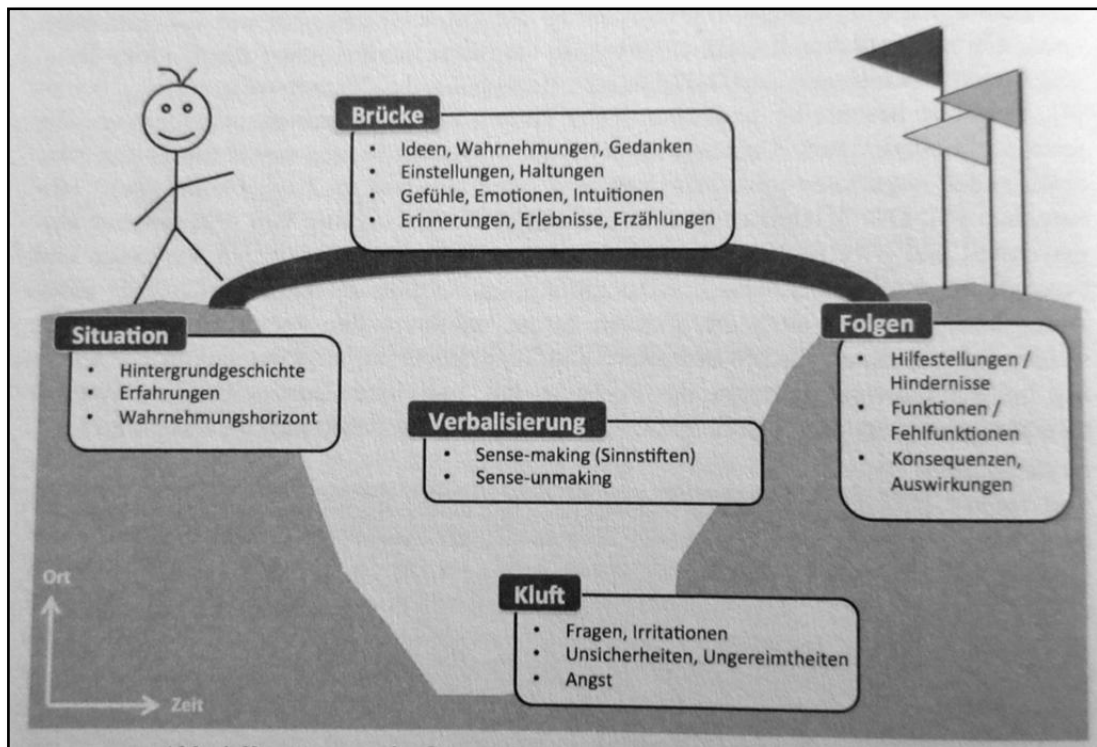 Brücke
• Ideen, Wahrnehmungen, Gedanken
• Einstellungen, Haltungen
• Gefühle, Emotionen, Intuitionen
• Erinnerungen, Erlebnisse, Erzählungen
Situation
• Hintergrundgeschichte
Erfahrungen
• Wahrnehmungshorizont
Verbalisierung
• Sense-making (Sinnstiften)
• Sense-unmaking
Folgen
• Hilfestellungen /
Hindernisse
• Funktionen /
Fehlfunktionen
• Konsequenzen,
Auswirkungen
Kluft
• Fragen, Irritationen
• Unsicherheiten, Ungereimtheiten
• Angst
Ort
Zeit